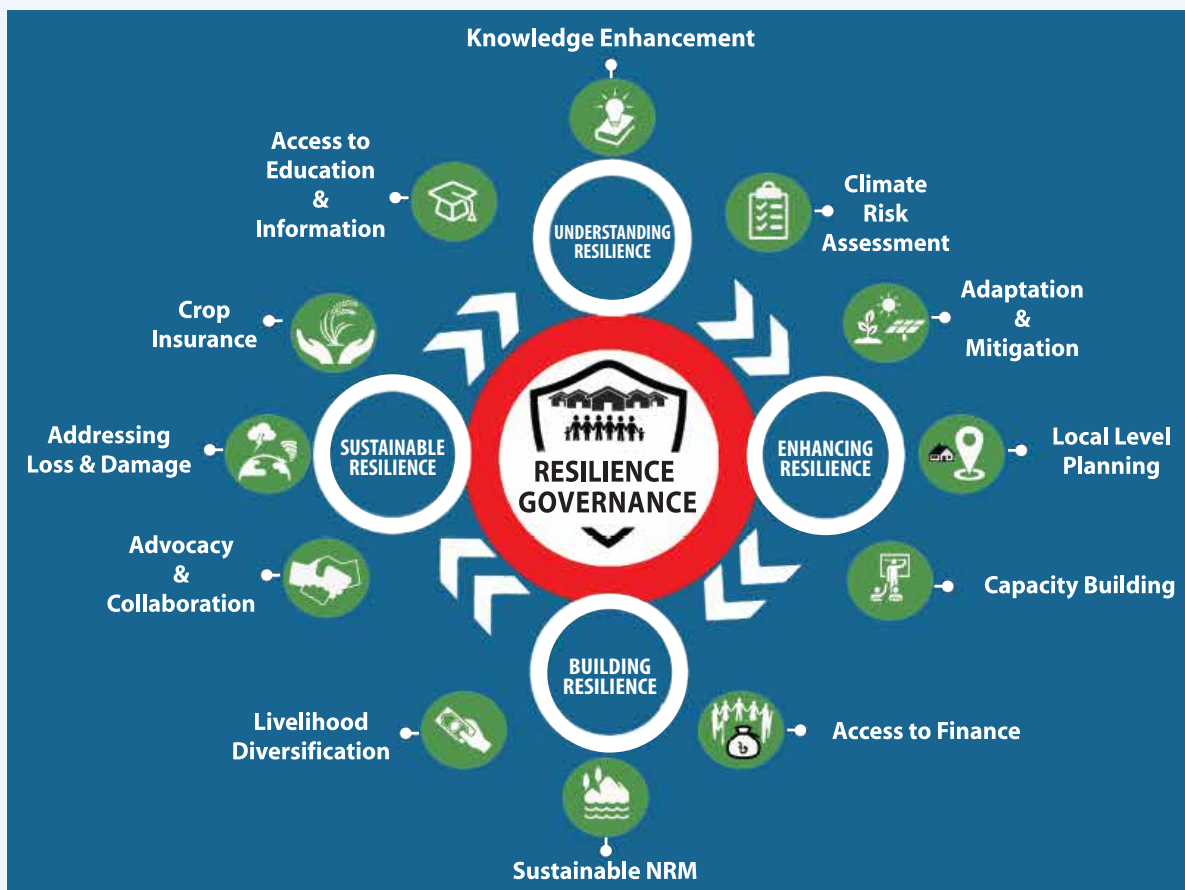 Knowledge Enhancement
Access to
Education
&
Information
Climate
Risk
Assessment
UNDERSTANDING
RESILIENCE
Crop
Insurance
Adaptation
&
Mitigation
Addressing
Loss & Damage
SUSTAINABLE
RESILIENCE
RESILIENCE
GOVERNANCE
ENHANCING
RESILIENCE
Local Level
Planning
Advocacy
&
Collaboration
Capacity Building
BUILDING
RESILIENCE
Livelihood
Diversification
৳
Access to Finance
Sustainable NRM